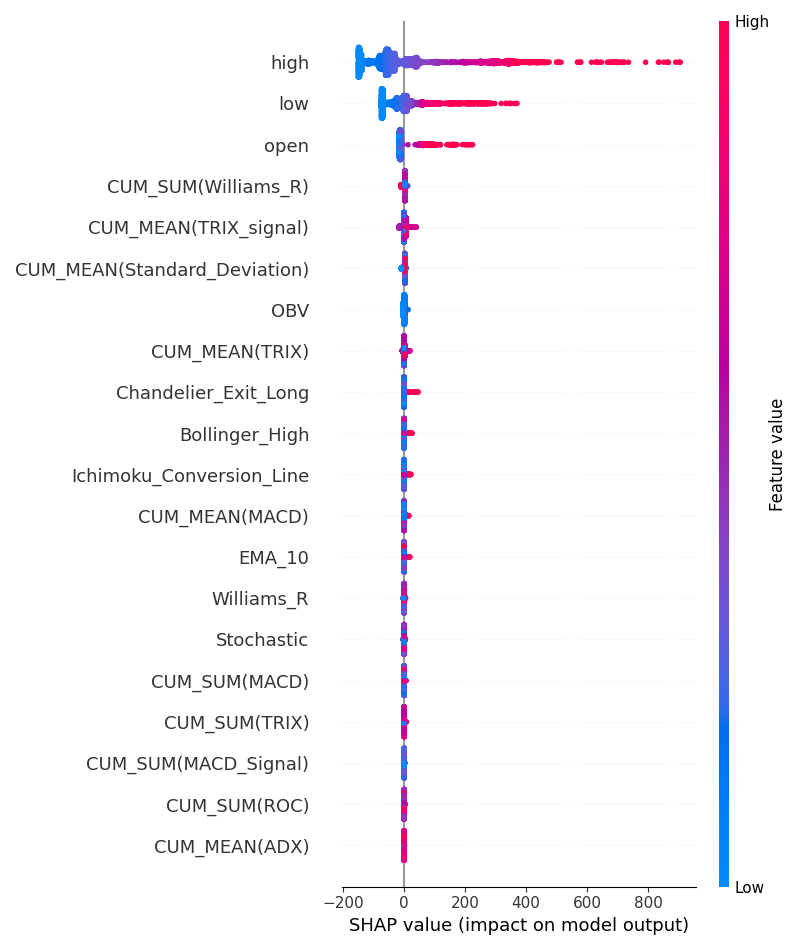 High
high
low
open
CUM_SUM(Williams_R)
CUM_MEAN(TRIX_signal)
CUM_MEAN(Standard_Deviation)
OBV
CUM_MEAN(TRIX)
Chandelier_Exit_Long
Bollinger_High
Ichimoku_Conversion_Line
CUM_MEAN(MACD)
EMA_10
Williams_R
Stochastic
CUM_SUM(MACD)
CUM_SUM(TRIX)
CUM_SUM(MACD_Signal)
CUM_SUM(ROC)
CUM_MEAN(ADX)
Feature value
Low
−200 0 200 400 600 800
SHAP value (impact on model output)